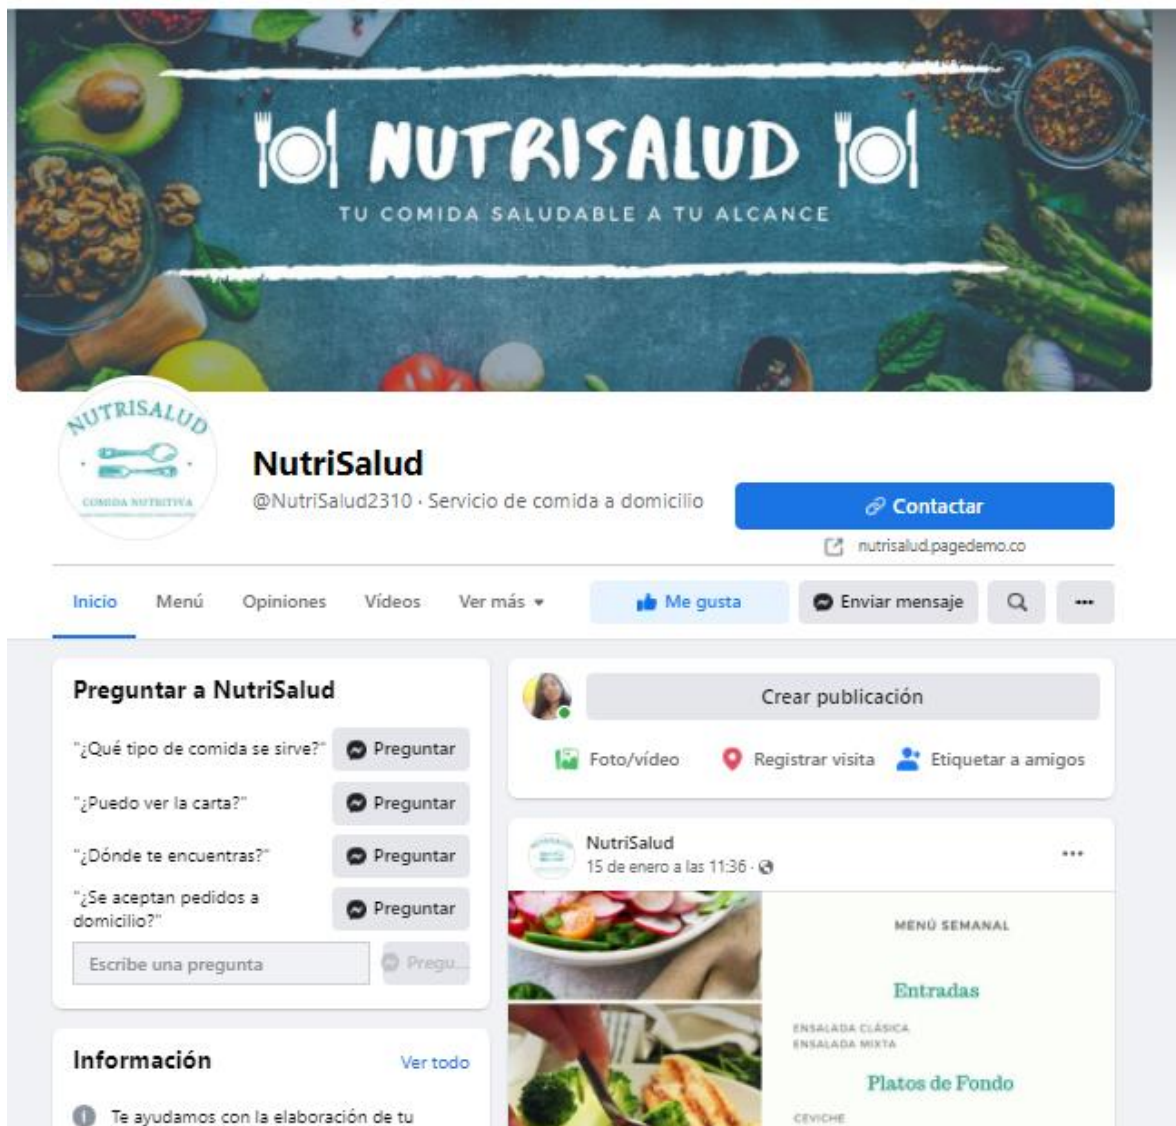 NUTRISALUD
TU COMIDA SALUDABLE A TU ALCANCE
NUTRISALUD
COMIDA NUTRITIVA
NutriSalud
@NutriSalud2310 · Servicio de comida a domicilio
Contactar
nutrisalud.pagedemo.co
Inicio Menú Opiniones Vídeos Ver más Me gusta Enviar mensaje
Preguntar a NutriSalud
"¿Qué tipo de comida se sirve?" Preguntar
"¿Puedo ver la carta?" Preguntar
"¿Dónde te encuentras?" Preguntar
"¿Se aceptan pedidos a
domicilio?" Preguntar
Escribe una pregunta Pregu...
Información Ver todo
Te ayudamos con la elaboración de tu
Crear publicación
Foto/vídeo Registrar visita Etiquetar a amigos
NutriSalud
15 de enero a las 11:36 ·
MENÚ SEMANAL
Entradas
ENSALADA CLÁSICA
ENSALADA MIXTA
Platos de Fondo
CEVICHE